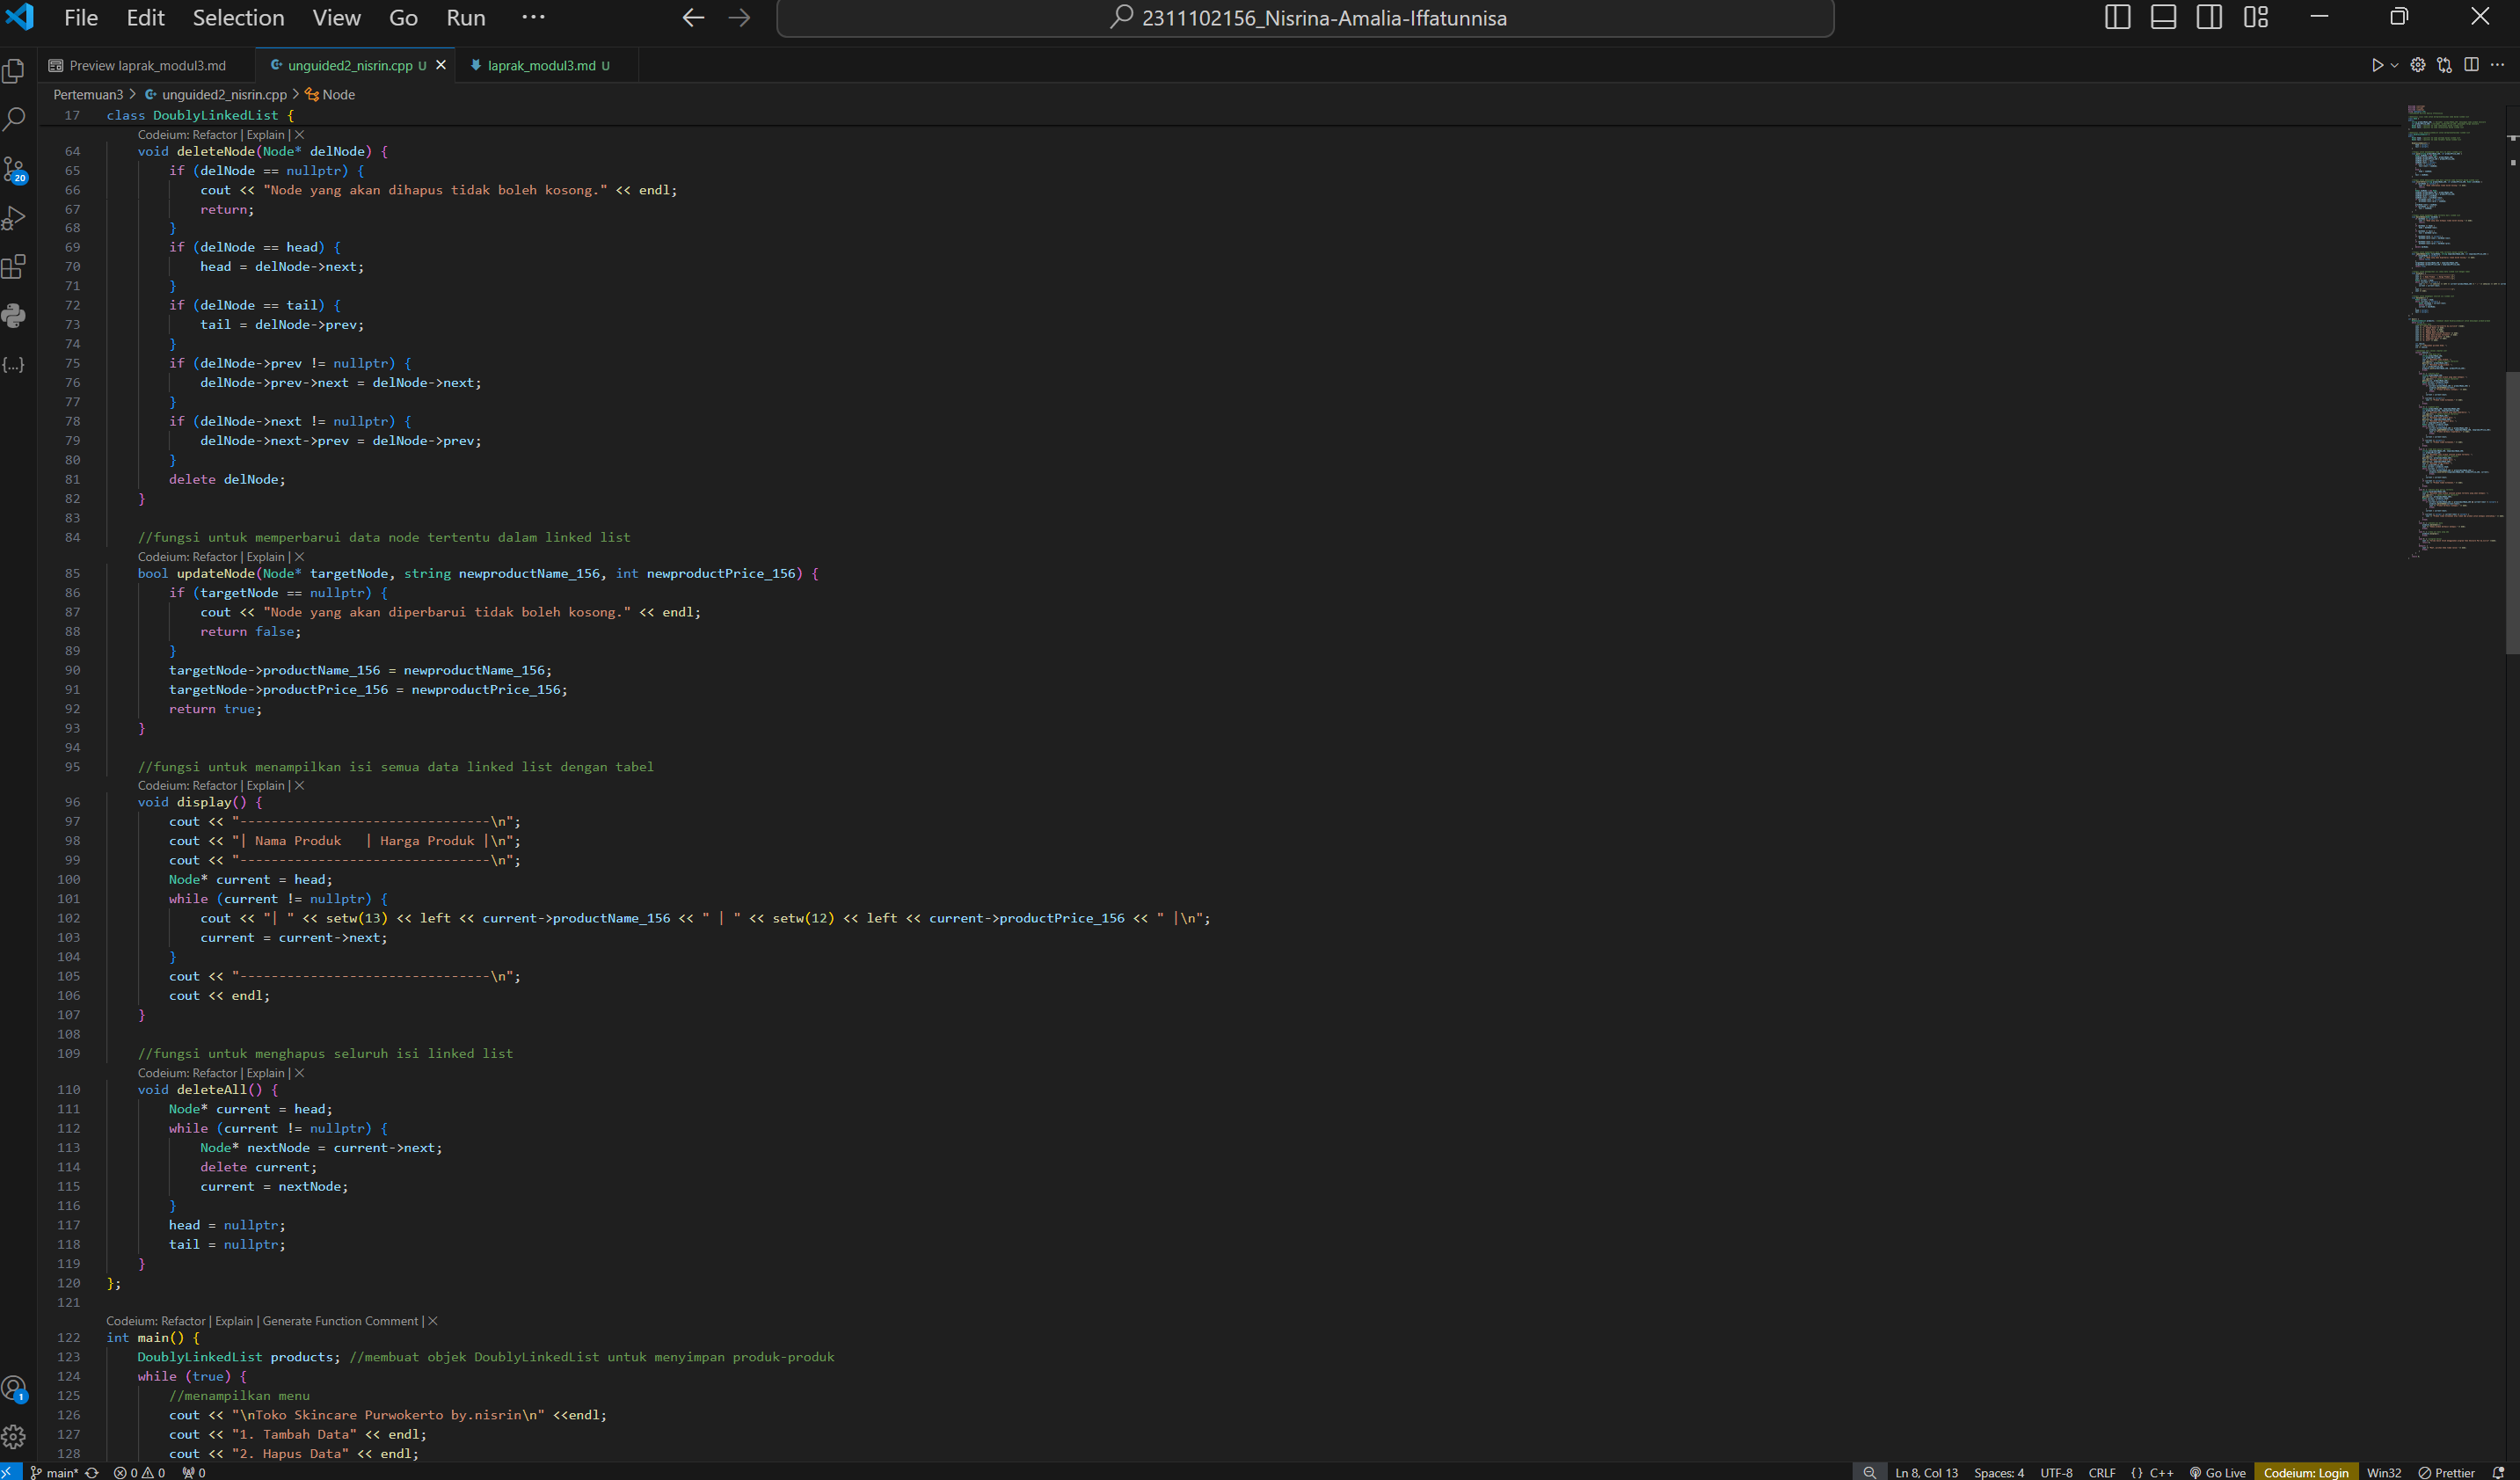 File Edit Selection View Go Run ··· 2311102156_Nisrina-Amalia-Iffatunnisa
Preview laprak_modul3.md unguided2_nisrin.cpp U laprak_modul3.md U
Pertemuan3 > unguided2_nisrin.cpp > Node
17 class DoublyLinkedList {
Codeium: Refactor | Explain | ×
64 void deleteNode(Node* delNode) {
65 if (delNode == nullptr) {
66 cout << "Node yang akan dihapus tidak boleh kosong." << endl;
67 return;
68 }
69 if (delNode == head) {
70 head = delNode->next;
71 }
72 if (delNode == tail) {
73 tail = delNode->prev;
74 }
75 if (delNode->prev != nullptr) {
76 delNode->prev->next = delNode->next;
77 }
78 if (delNode->next != nullptr) {
79 delNode->next->prev = delNode->prev;
80 }
81 delete delNode;
82 }
83
84 //fungsi untuk memperbarui data node tertentu dalam linked list
Codeium: Refactor | Explain | ×
85 bool updateNode(Node* targetNode, string newproductName_156, int newproductPrice_156) {
86 if (targetNode == nullptr) {
87 cout << "Node yang akan diperbarui tidak boleh kosong." << endl;
88 return false;
89 }
90 targetNode->productName_156 = newproductName_156;
91 targetNode->productPrice_156 = newproductPrice_156;
92 return true;
93 }
94
95 //fungsi untuk menampilkan isi semua data linked list dengan tabel
Codeium: Refactor | Explain | ×
96 void display() {
97 cout << "--------------------------------\n";
98 cout << "| Nama Produk   | Harga Produk |\n";
99 cout << "--------------------------------\n";
100 Node* current = head;
101 while (current != nullptr) {
102 cout << "| " << setw(13) << left << current->productName_156 << " | " << setw(12) << left << current->productPrice_156 << " |\n";
103 current = current->next;
104 }
105 cout << "--------------------------------\n";
106 cout << endl;
107 }
108
109 //fungsi untuk menghapus seluruh isi linked list
Codeium: Refactor | Explain | ×
110 void deleteAll() {
111 Node* current = head;
112 while (current != nullptr) {
113 Node* nextNode = current->next;
114 delete current;
115 current = nextNode;
116 }
117 head = nullptr;
118 tail = nullptr;
119 }
120 };
121
Codeium: Refactor | Explain | Generate Function Comment | ×
122 int main() {
123 DoublyLinkedList products; //membuat objek DoublyLinkedList untuk menyimpan produk-produk
124 while (true) {
125 //menampilkan menu
126 cout << "\nToko Skincare Purwokerto by.nisrin\n" <<endl;
127 cout << "1. Tambah Data" << endl;
128 cout << "2. Hapus Data" << endl;
20
1
main* 0 0 0 Ln 8, Col 13 Spaces: 4 UTF-8 CRLF {} C++ Go Live Codeium: Login Win32 Prettier